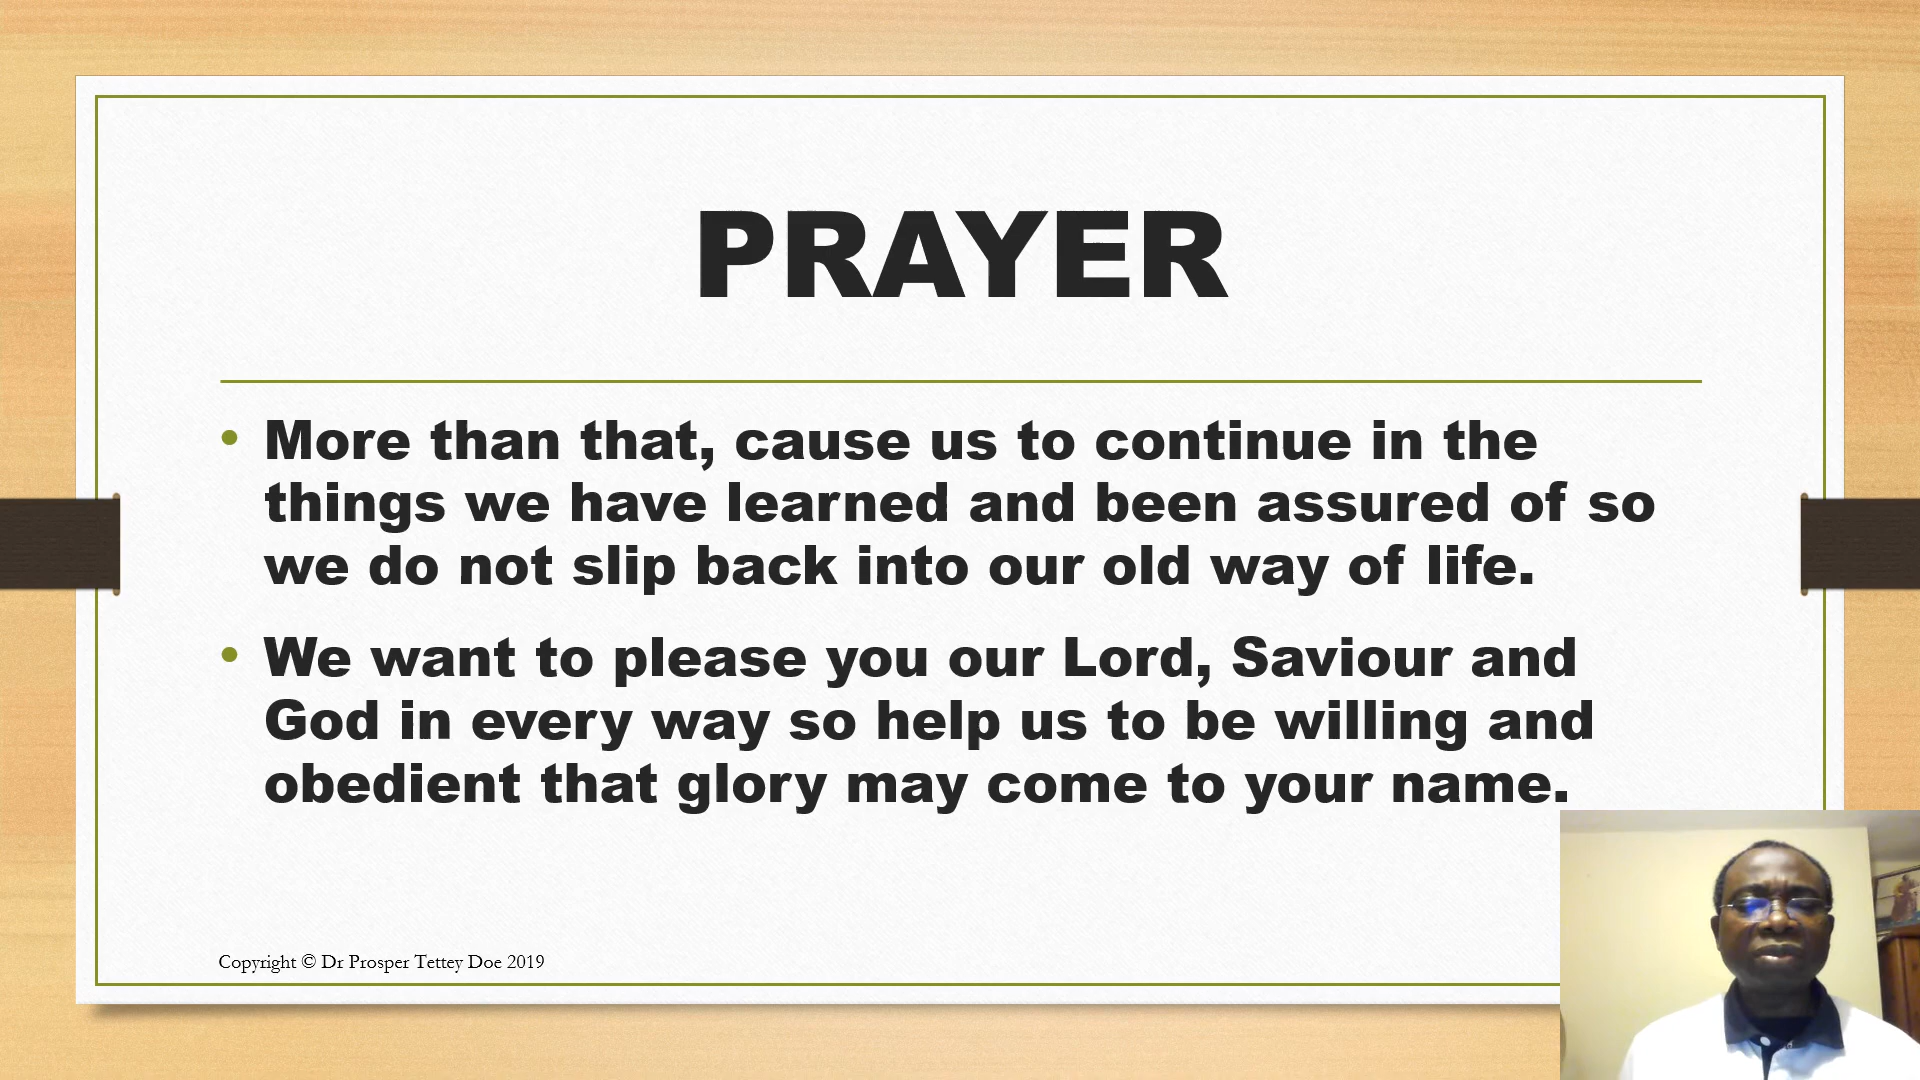 PRAYER
• More than that, cause us to continue in the
things we have learned and been assured of so
we do not slip back into our old way of life.
• We want to please you our Lord, Saviour and
God in every way so help us to be willing and
obedient that glory may come to your name.
Copyright © Dr Prosper Tettey Doe 2019